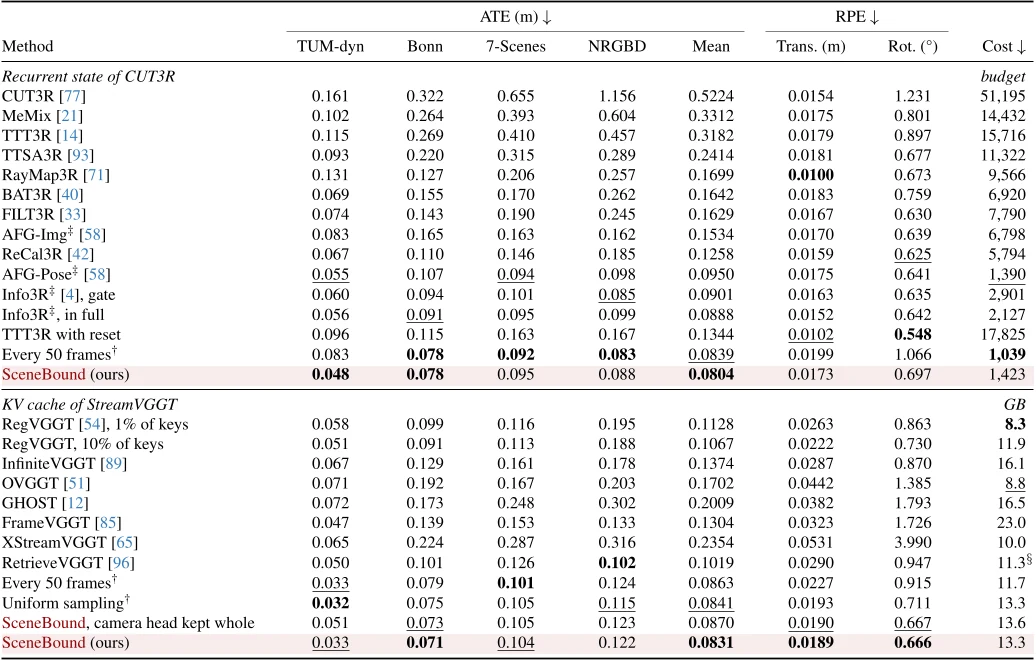 ATE (m) ↓ RPE ↓
Method TUM-dyn Bonn 7-Scenes NRGBD Mean Trans. (m) Rot. (°) Cost ↓
Recurrent state of CUT3R budget
CUT3R [77] 0.161 0.322 0.655 1.156 0.5224 0.0154 1.231 51,195
MeMix [21] 0.102 0.264 0.393 0.604 0.3312 0.0175 0.801 14,432
TTT3R [14] 0.115 0.269 0.410 0.457 0.3182 0.0179 0.897 15,716
TTSA3R [93] 0.093 0.220 0.315 0.289 0.2414 0.0181 0.677 11,322
RayMap3R [71] 0.131 0.127 0.206 0.257 0.1699 0.0100 0.673 9,566
BAT3R [40] 0.069 0.155 0.170 0.262 0.1642 0.0183 0.759 6,920
FILT3R [33] 0.074 0.143 0.190 0.245 0.1629 0.0167 0.630 7,790
AFG-Img‡ [58] 0.083 0.165 0.163 0.162 0.1534 0.0170 0.639 6,798
ReCal3R [42] 0.067 0.110 0.146 0.185 0.1258 0.0159 0.625 5,794
AFG-Pose‡ [58] 0.055 0.107 0.094 0.098 0.0950 0.0175 0.641 1,390
Info3R‡ [4], gate 0.060 0.094 0.101 0.085 0.0901 0.0163 0.635 2,901
Info3R‡, in full 0.056 0.091 0.095 0.099 0.0888 0.0152 0.642 2,127
TTT3R with reset 0.096 0.115 0.163 0.167 0.1344 0.0102 0.548 17,825
Every 50 frames† 0.083 0.078 0.092 0.083 0.0839 0.0199 1.066 1,039
SceneBound (ours) 0.048 0.078 0.095 0.088 0.0804 0.0173 0.697 1,423
KV cache of StreamVGGT GB
RegVGGT [54], 1% of keys 0.058 0.099 0.116 0.195 0.1128 0.0263 0.863 8.3
RegVGGT, 10% of keys 0.051 0.091 0.113 0.188 0.1067 0.0222 0.730 11.9
InfiniteVGGT [89] 0.067 0.129 0.161 0.178 0.1374 0.0287 0.870 16.1
OVGGT [51] 0.071 0.192 0.167 0.203 0.1702 0.0442 1.385 8.8
GHOST [12] 0.072 0.173 0.248 0.302 0.2009 0.0382 1.793 16.5
FrameVGGT [85] 0.047 0.139 0.153 0.133 0.1304 0.0323 1.726 23.0
XStreamVGGT [65] 0.065 0.224 0.287 0.316 0.2354 0.0531 3.990 10.0
RetrieveVGGT [96] 0.050 0.101 0.126 0.102 0.1019 0.0290 0.947 11.3§
Every 50 frames† 0.033 0.079 0.101 0.124 0.0863 0.0227 0.915 11.7
Uniform sampling† 0.032 0.075 0.105 0.115 0.0841 0.0193 0.711 13.3
SceneBound, camera head kept whole 0.051 0.073 0.105 0.123 0.0870 0.0190 0.667 13.6
SceneBound (ours) 0.033 0.071 0.104 0.122 0.0831 0.0189 0.666 13.3